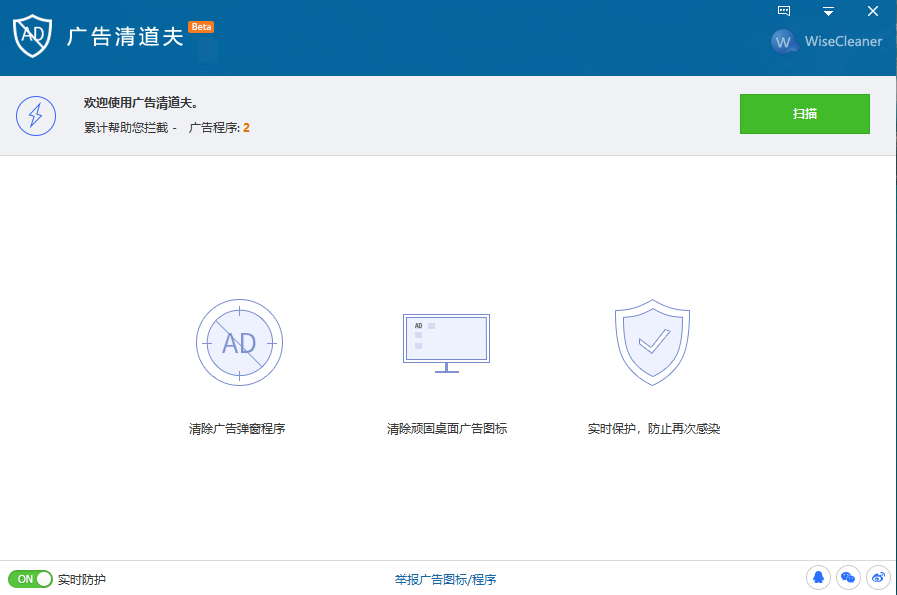 AD
广告清道夫 Beta
W WiseCleaner
欢迎使用广告清道夫。
累计帮助您拦截 - 广告程序: 2
扫描
AD
AD
清除广告弹窗程序
清除顽固桌面广告图标
实时保护，防止再次感染
ON 实时防护
举报广告图标/程序